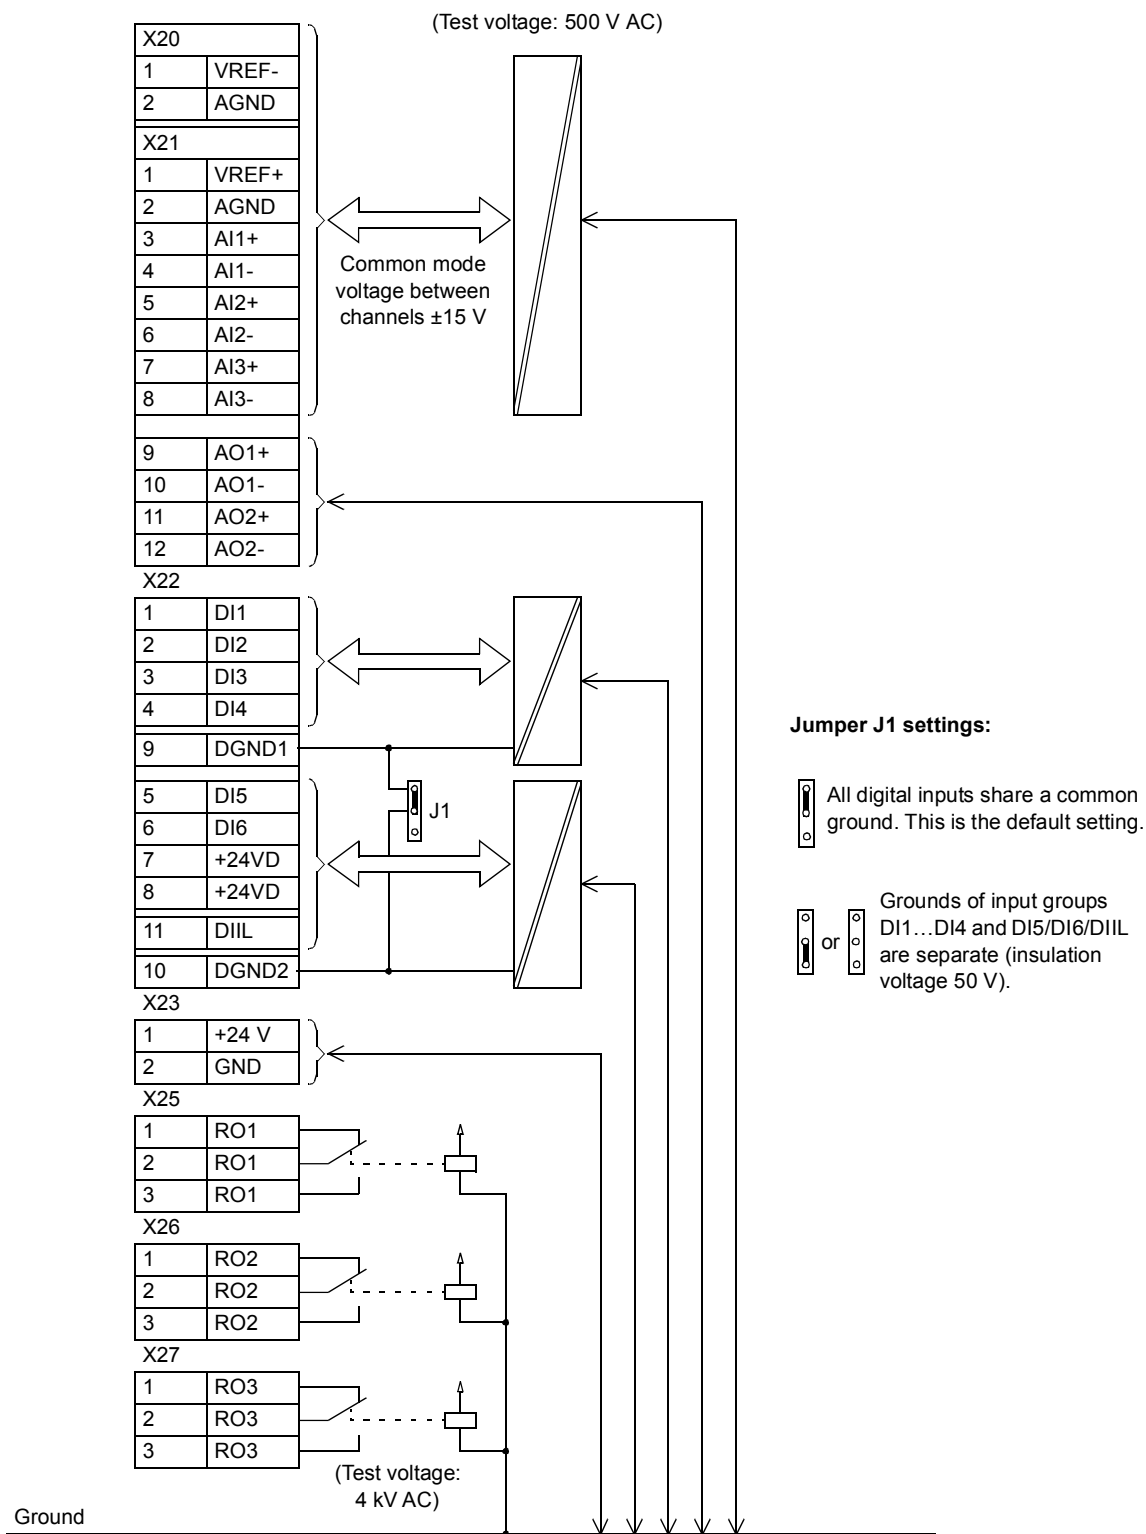 (Test voltage: 500 V AC)
X20
1 VREF-
2 AGND
X21
1 VREF+
2 AGND
3 AI1+
4 AI1-
5 AI2+
6 AI2-
7 AI3+
8 AI3-
Common mode
voltage between
channels ±15 V
9 AO1+
10 AO1-
11 AO2+
12 AO2-
X22
1 DI1
2 DI2
3 DI3
4 DI4
9 DGND1
5 DI5
6 DI6
7 +24VD
8 +24VD
11 DIIL
10 DGND2
J1
Jumper J1 settings:
All digital inputs share a common
ground. This is the default setting.
or
Grounds of input groups
DI1…DI4 and DI5/DI6/DIIL
are separate (insulation
voltage 50 V).
X23
1 +24 V
2 GND
X25
1 RO1
2 RO1
3 RO1
X26
1 RO2
2 RO2
3 RO2
X27
1 RO3
2 RO3
3 RO3
(Test voltage:
4 kV AC)
Ground